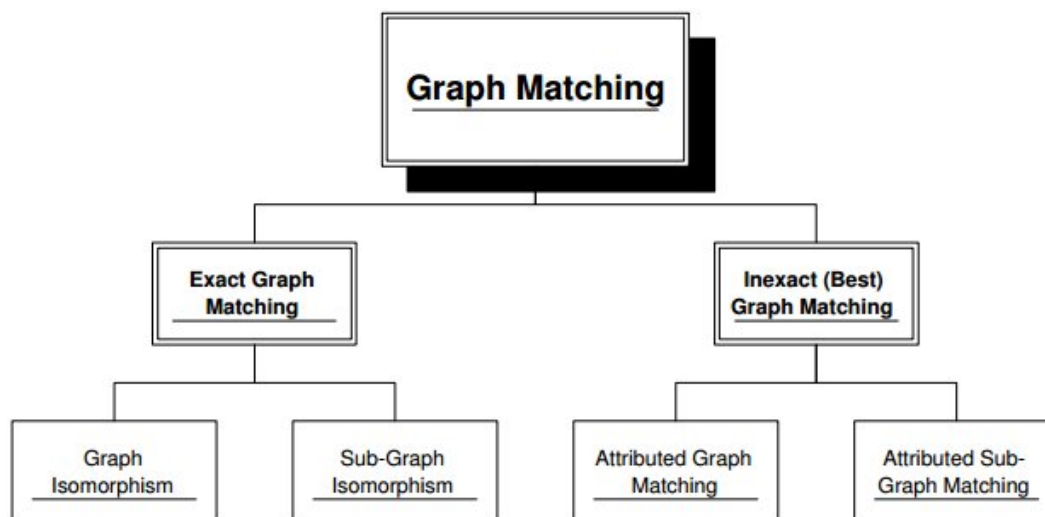 Graph Matching
Exact Graph
Matching
Inexact (Best)
Graph Matching
Graph
Isomorphism
Sub-Graph
Isomorphism
Attributed Graph
Matching
Attributed Sub-
Graph Matching